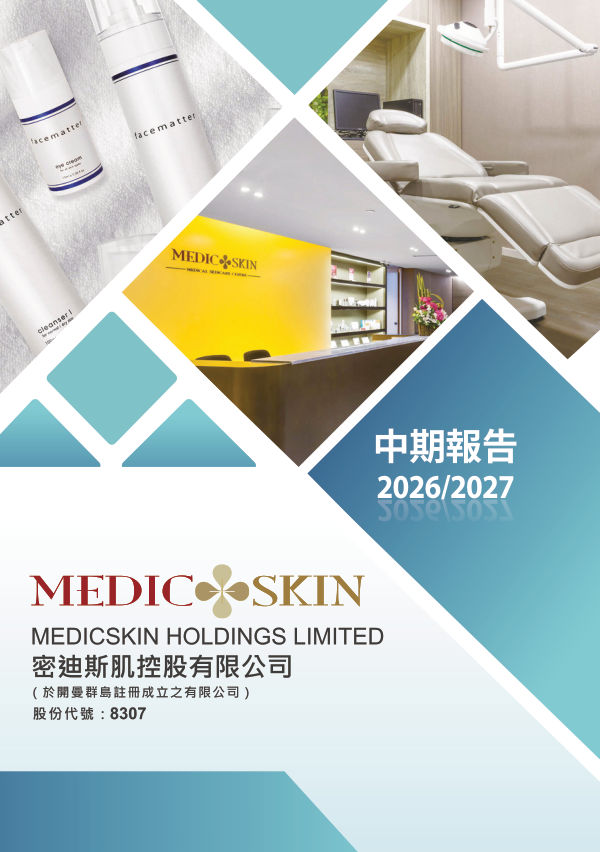 facematter
eye cream
facematter
cleanser
MEDIC SKIN
MEDICAL SKINCARE CENTRE
中期報告
2026/2027
MEDIC SKIN
MEDICSKIN HOLDINGS LIMITED
密迪斯肌控股有限公司
(於開曼群島註冊成立之有限公司)
股份代號：8307